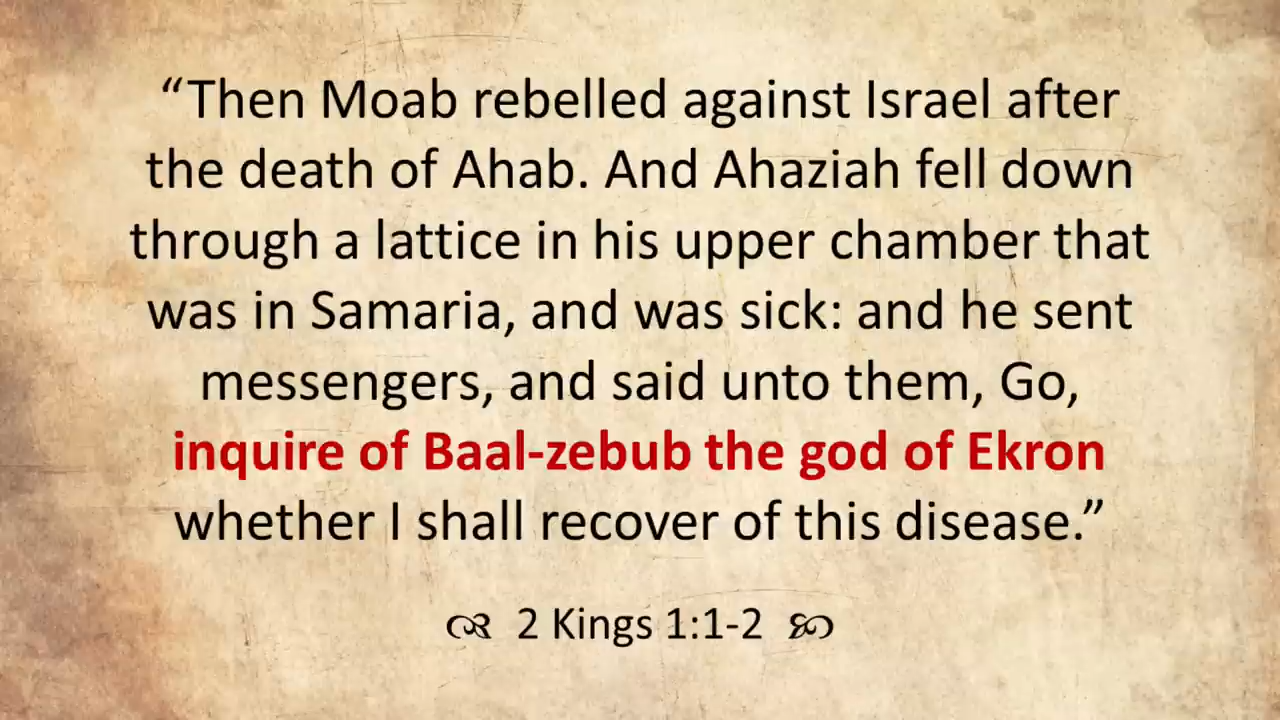 “Then Moab rebelled against Israel after
the death of Ahab. And Ahaziah fell down
through a lattice in his upper chamber that
was in Samaria, and was sick: and he sent
messengers, and said unto them, Go,
inquire of Baal-zebub the god of Ekron
whether I shall recover of this disease.”
2 Kings 1:1-2